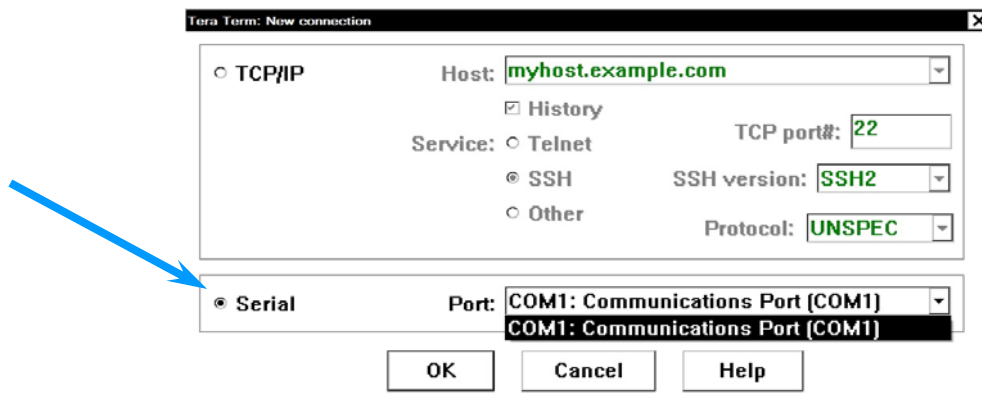 Tera Term: New connection
TCP/IP
Host: myhost.example.com
History
Service: Telnet
TCP port#: 22
SSH
SSH version: SSH2
Other
Protocol: UNSPEC
Serial
Port: COM1: Communications Port (COM1)
COM1: Communications Port (COM1)
OK Cancel Help